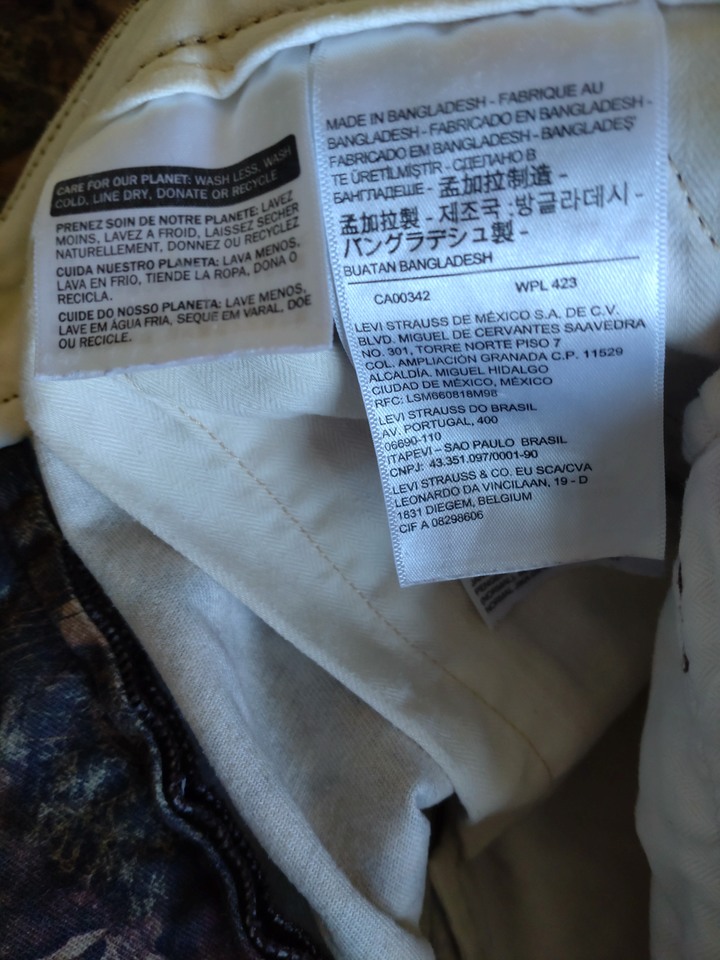 CARE FOR OUR PLANET: WASH LESS, WASH
COLD, LINE DRY, DONATE OR RECYCLE
PRENEZ SOIN DE NOTRE PLANETE: LAVEZ
MOINS, LAVEZ A FROID, LAISSEZ SECHER
NATURELLEMENT, DONNEZ OU RECYCLEZ
CUIDA NUESTRO PLANETA: LAVA MENOS,
LAVA EN FRIO, TIENDE LA ROPA, DONA O
RECICLA.
CUIDE DO NOSSO PLANETA: LAVE MENOS,
LAVE EM ÁGUA FRIA, SEQUE EM VARAL, DOE
OU RECICLE.
MADE IN BANGLADESH - FABRIQUE AU
BANGLADESH - FABRICADO EN BANGLADESH -
FABRICADO EM BANGLADESH - BANGLADEŞ'
TE ÜRETİLMİŞTİR - СДЕЛАНО В
БАНГЛАДЕШЕ - 孟加拉制造 -
孟加拉製 - 제조국 :방글라데시 -
バングラデシュ製 -
BUATAN BANGLADESH
CA00342 WPL 423
LEVI STRAUSS DE MÉXICO S.A. DE C.V.
BLVD. MIGUEL DE CERVANTES SAAVEDRA
NO. 301, TORRE NORTE PISO 7
COL. AMPLIACIÓN GRANADA C.P. 11529
ALCALDÍA. MIGUEL HIDALGO
CIUDAD DE MÉXICO, MÉXICO
RFC: LSM660818M98
LEVI STRAUSS DO BRASIL
AV. PORTUGAL, 400
06690-110
ITAPEVI – SAO PAULO BRASIL
CNPJ: 43.351.097/0001-90
LEVI STRAUSS & CO. EU SCA/CVA
LEONARDO DA VINCILAAN, 19 - D
1831 DIEGEM, BELGIUM
CIF A 08298606